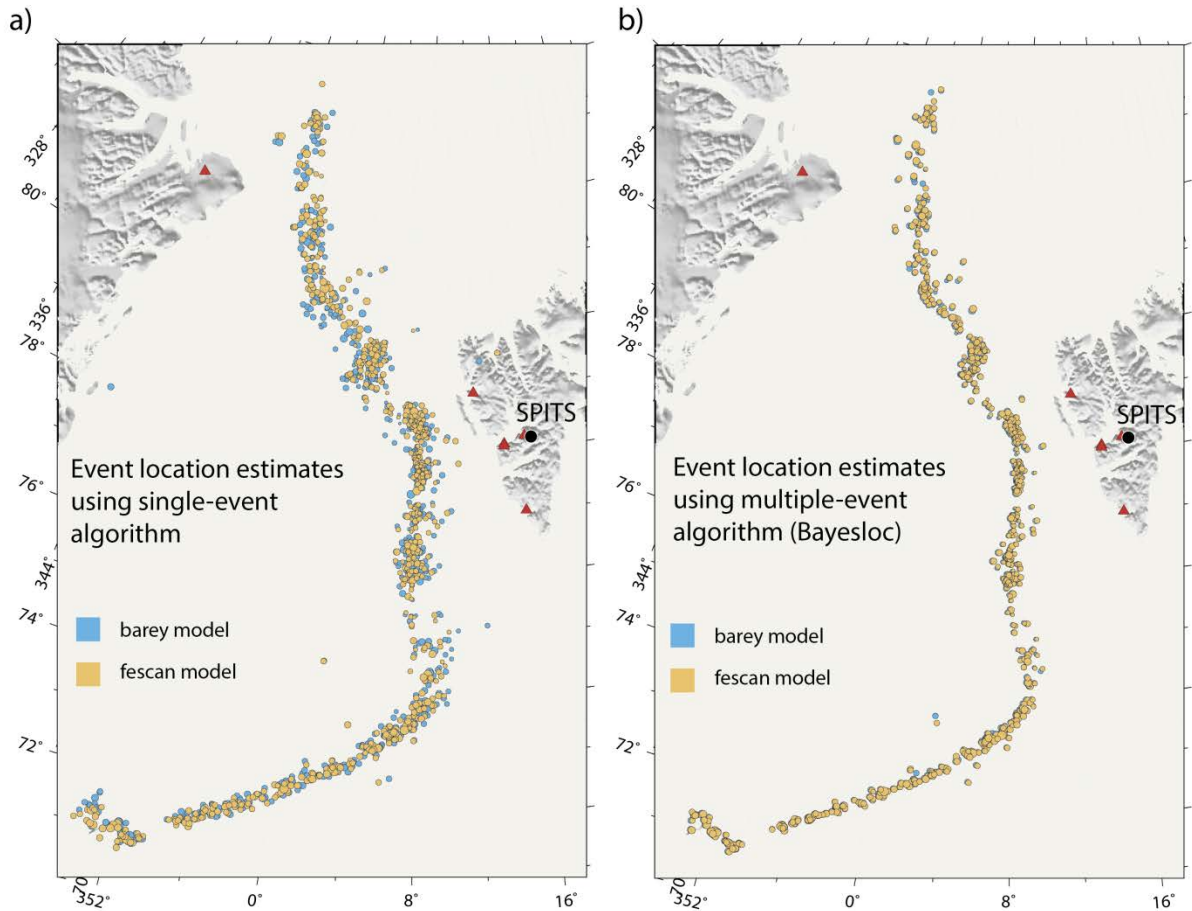 a)
328°
80°
336°
78°
SPITS
Event location estimates
using single-event
algorithm
76°
344°
74°
barey model
fescan model
72°
70°
352°
0°
8°
16°
b)
328°
80°
336°
78°
SPITS
Event location estimates
using multiple-event
algorithm (Bayesloc)
76°
344°
74°
barey model
fescan model
72°
70
352°
0°
8°
16°